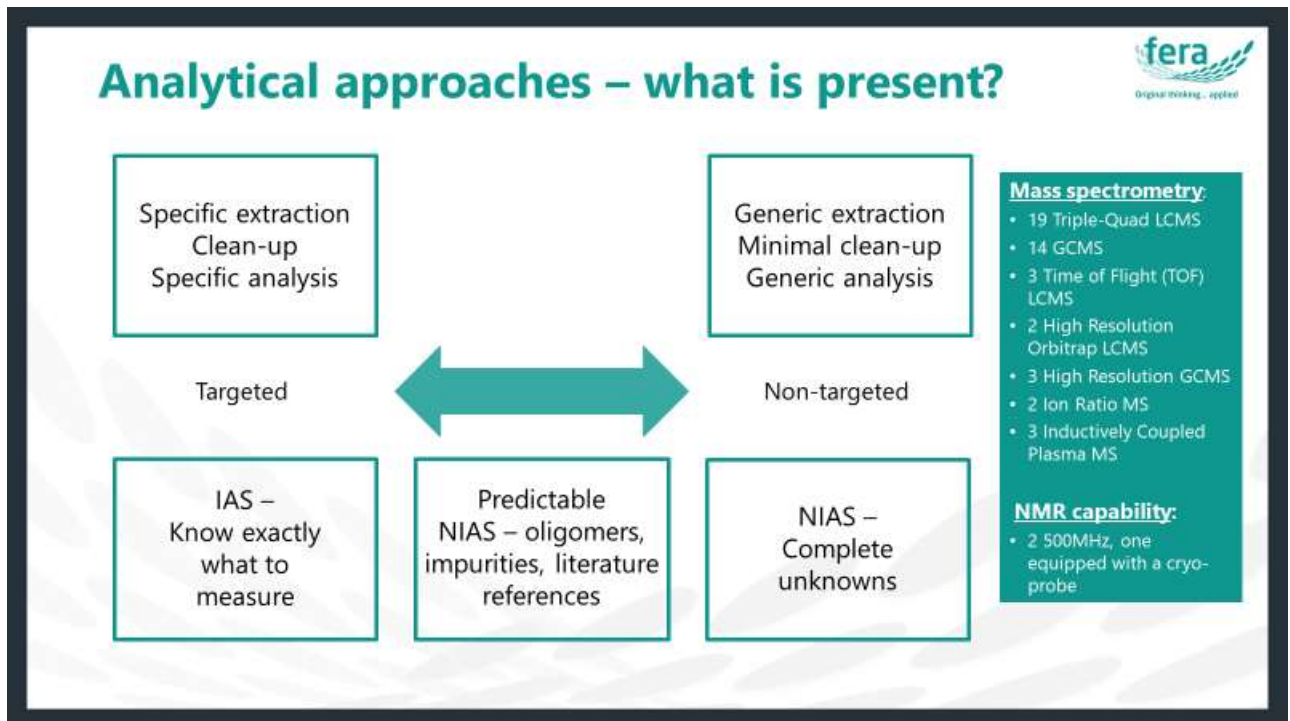 Analytical approaches – what is present?
fera
Original thinking... applied
Specific extraction
Clean-up
Specific analysis
Generic extraction
Minimal clean-up
Generic analysis
Targeted
Non-targeted
IAS –
Know exactly
what to
measure
Predictable
NIAS – oligomers,
impurities, literature
references
NIAS –
Complete
unknowns
Mass spectrometry:
• 19 Triple-Quad LCMS
• 14 GCMS
• 3 Time of Flight (TOF)
LCMS
• 2 High Resolution
Orbitrap LCMS
• 3 High Resolution GCMS
• 2 Ion Ratio MS
• 3 Inductively Coupled
Plasma MS
NMR capability:
• 2 500MHz, one
equipped with a cryo-
probe